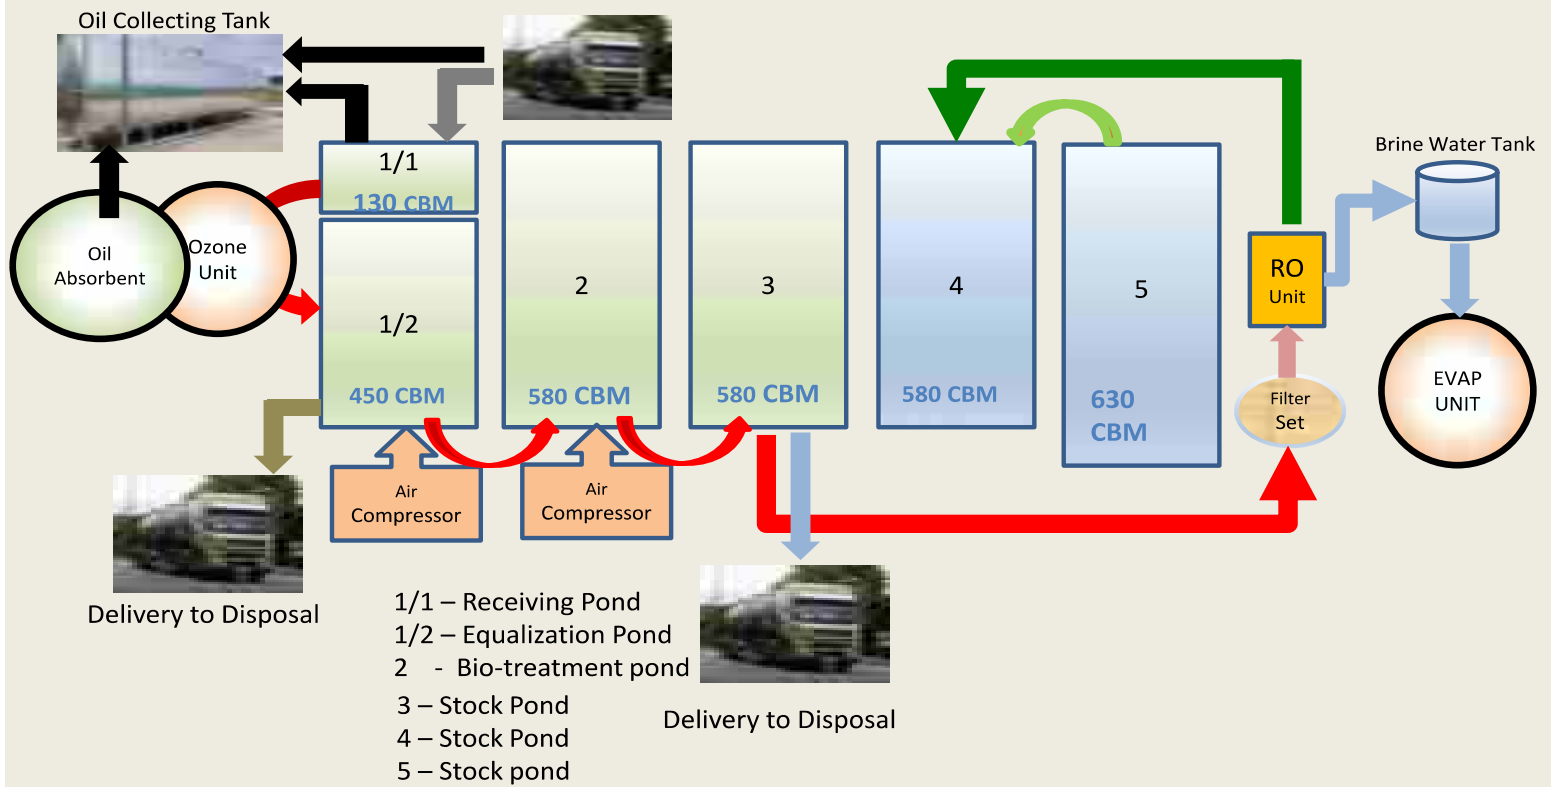 Oil Collecting Tank
1/1
130 CBM
Oil
Absorbent
Ozone
Unit
1/2
450 CBM
2
580 CBM
3
580 CBM
4
580 CBM
5
630
CBM
RO
Unit
Brine Water Tank
Filter
Set
EVAP
UNIT
Air
Compressor
Air
Compressor
Delivery to Disposal
1/1 – Receiving Pond
1/2 – Equalization Pond
2 - Bio-treatment pond
3 – Stock Pond
4 – Stock Pond
5 – Stock pond
Delivery to Disposal